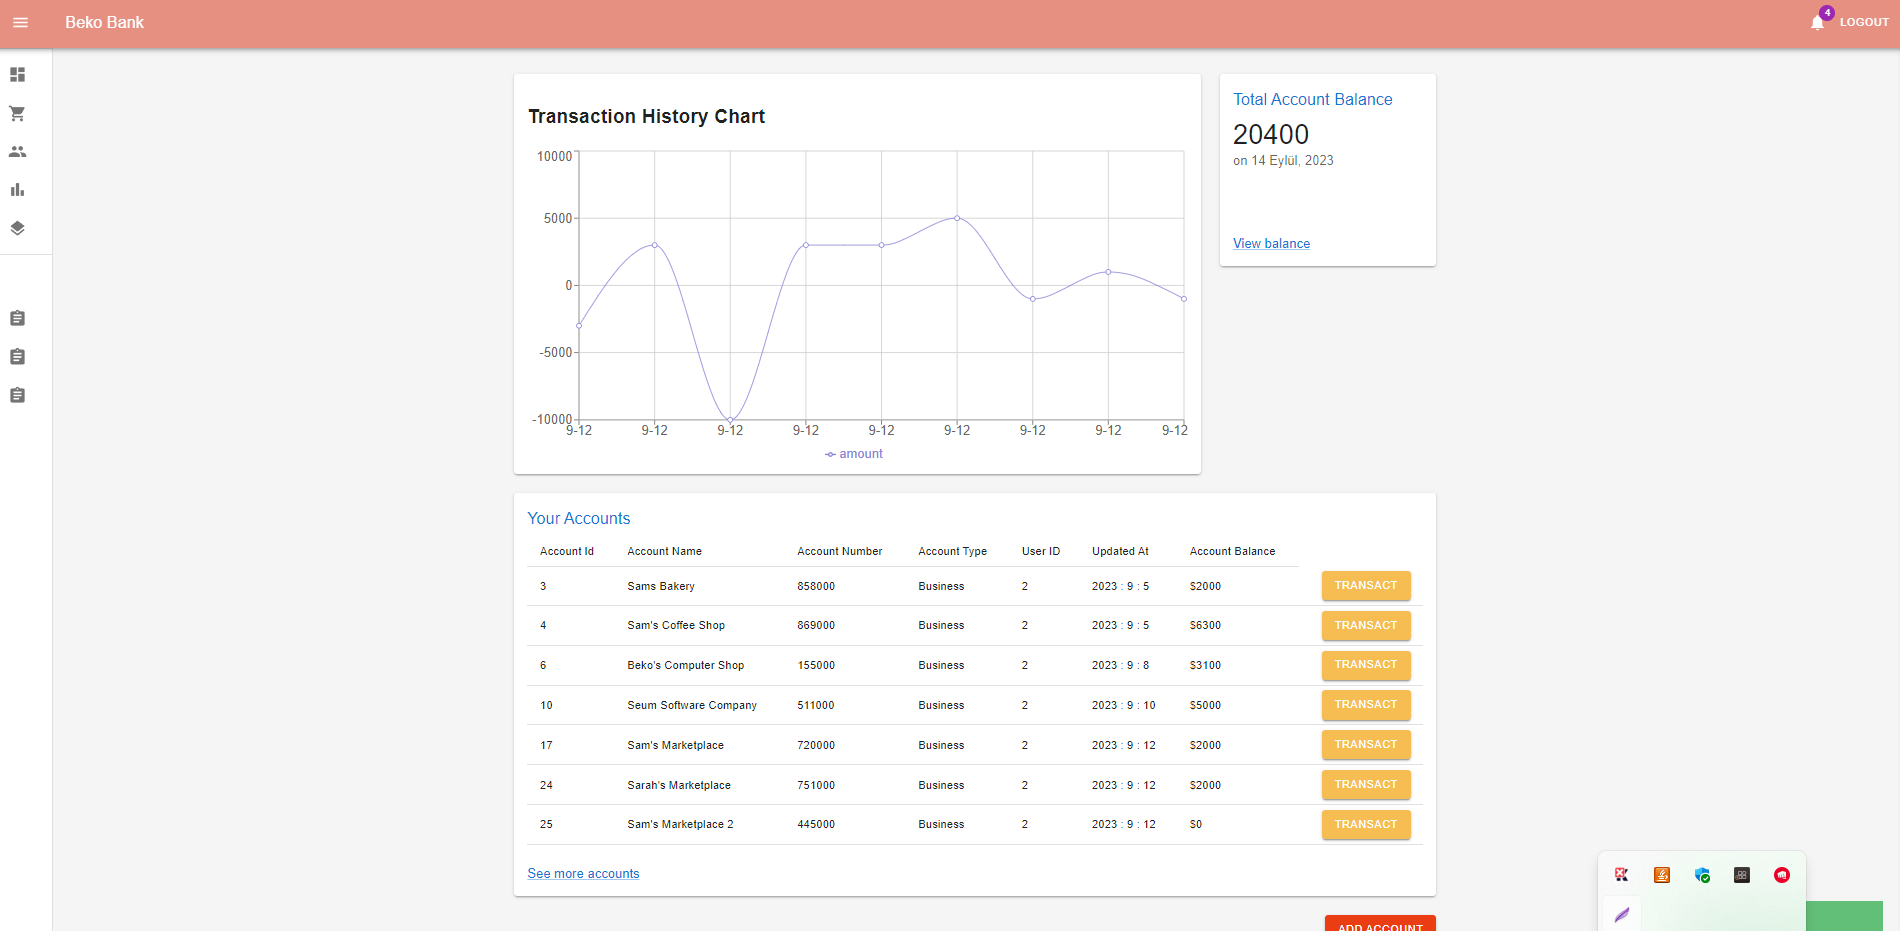 Beko Bank
4
LOGOUT
Transaction History Chart
10000
5000
0
-5000
-10000
9-12 9-12 9-12 9-12 9-12 9-12 9-12 9-12 9-12
amount
Total Account Balance
20400
on 14 Eylül, 2023
View balance
Your Accounts
Account Id Account Name Account Number Account Type User ID Updated At Account Balance
3 Sams Bakery 858000 Business 2 2023 : 9 : 5 $2000 TRANSACT
4 Sam's Coffee Shop 869000 Business 2 2023 : 9 : 5 $6300 TRANSACT
6 Beko's Computer Shop 155000 Business 2 2023 : 9 : 8 $3100 TRANSACT
10 Seum Software Company 511000 Business 2 2023 : 9 : 10 $5000 TRANSACT
17 Sam's Marketplace 720000 Business 2 2023 : 9 : 12 $2000 TRANSACT
24 Sarah's Marketplace 751000 Business 2 2023 : 9 : 12 $2000 TRANSACT
25 Sam's Marketplace 2 445000 Business 2 2023 : 9 : 12 $0 TRANSACT
See more accounts
ADD ACCOUNT